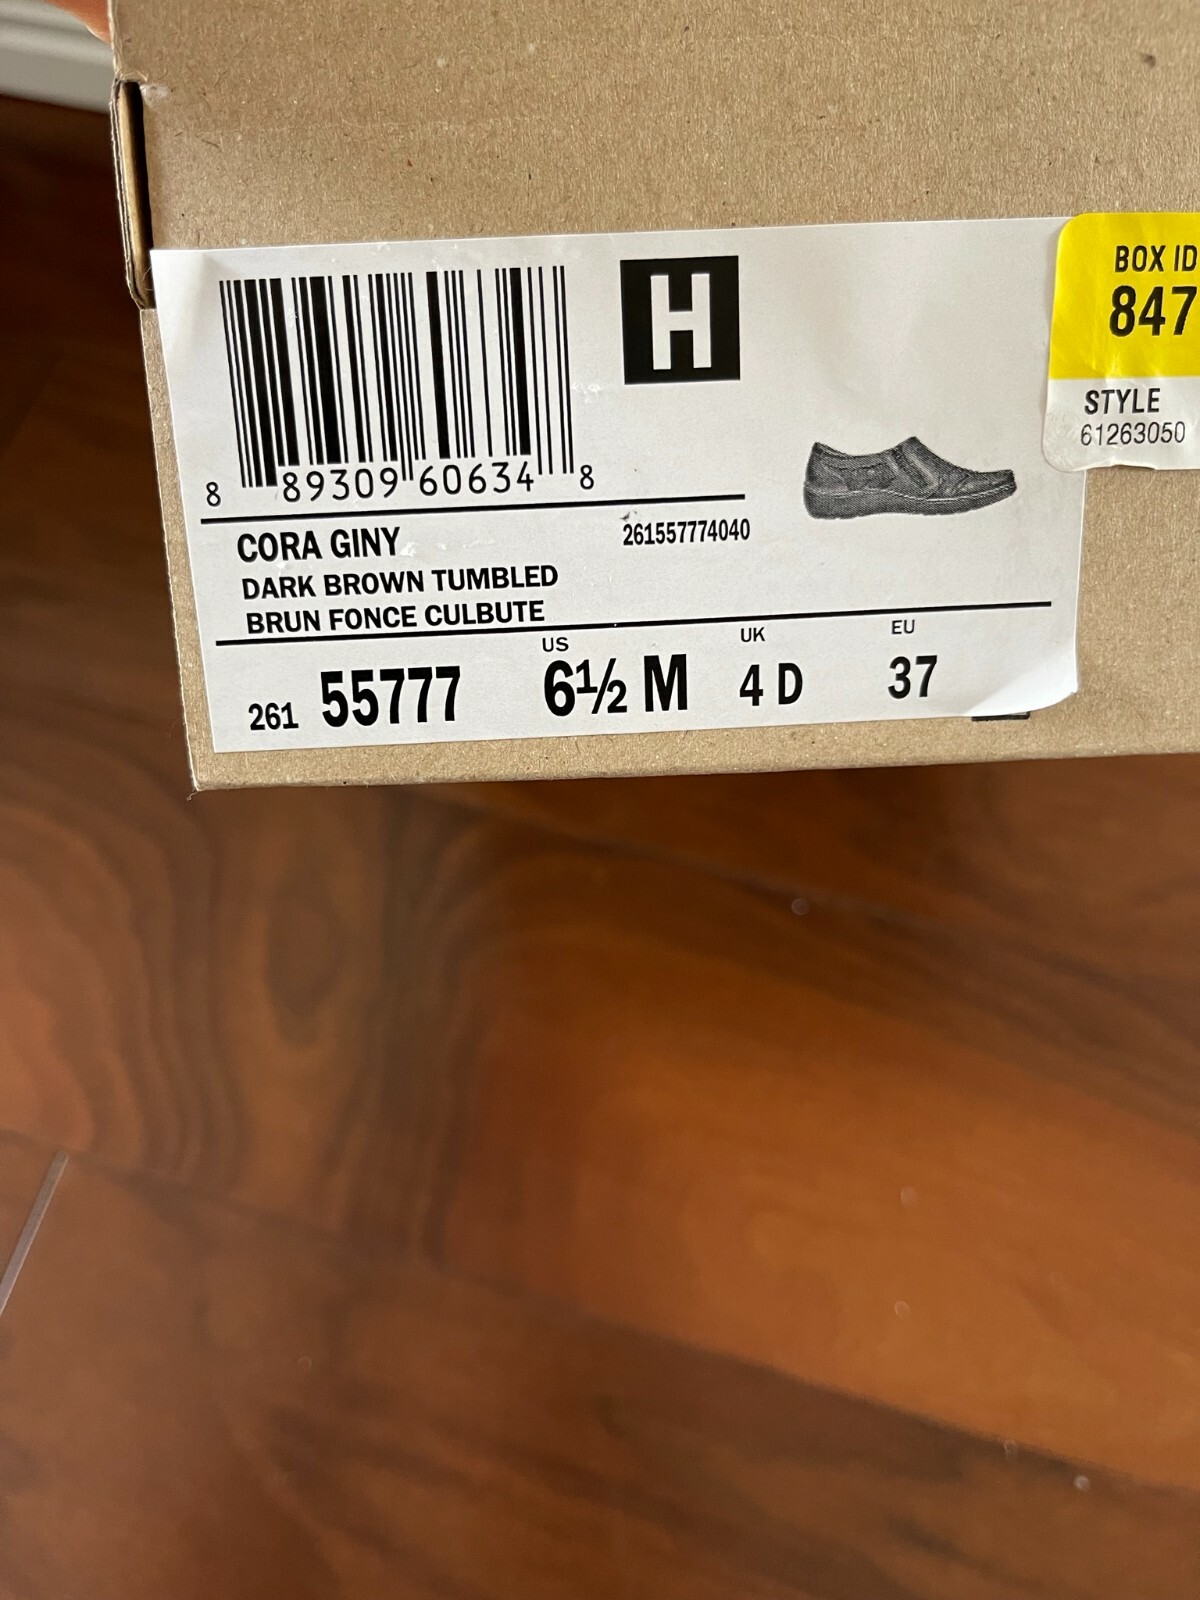 H
BOX ID
847
STYLE
61263050
8 89309 60634 8
CORA GINY
261557774040
DARK BROWN TUMBLED
BRUN FONCE CULBUTE
US
UK
EU
261 55777 6½ M 4 D 37